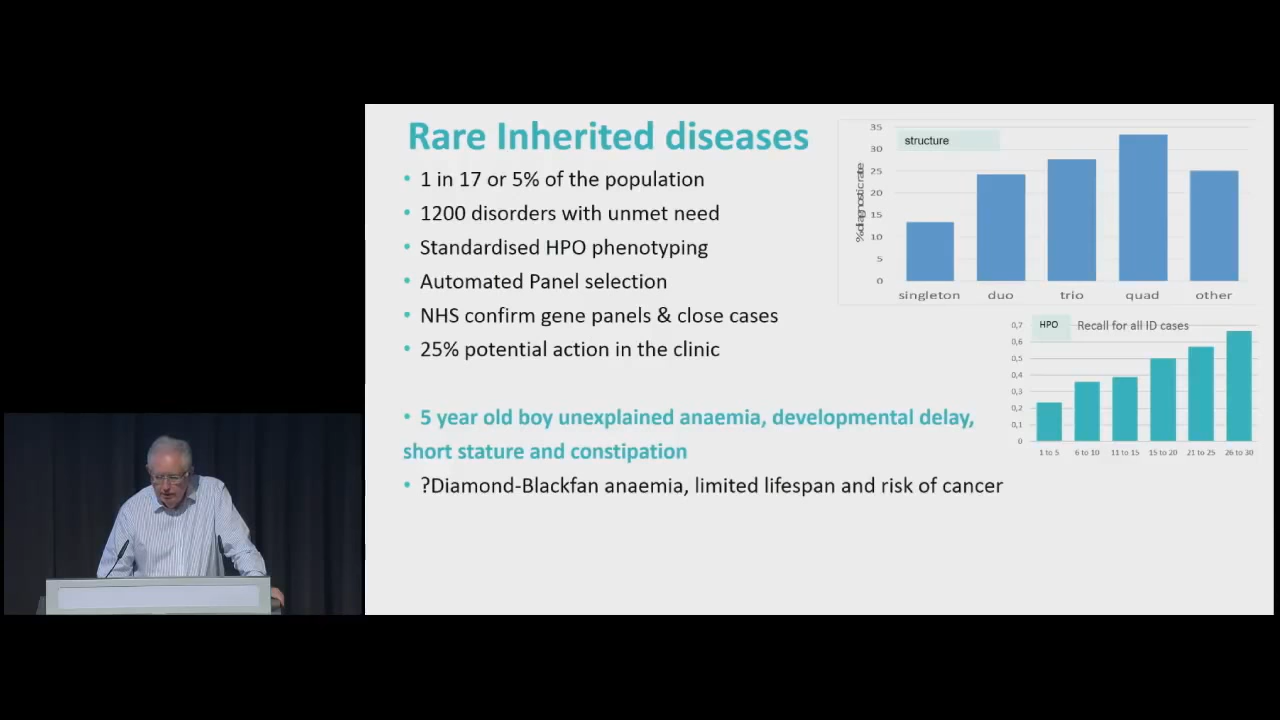 Rare Inherited diseases
• 1 in 17 or 5% of the population
• 1200 disorders with unmet need
• Standardised HPO phenotyping
• Automated Panel selection
• NHS confirm gene panels & close cases
• 25% potential action in the clinic
• 5 year old boy unexplained anaemia, developmental delay,
short stature and constipation
• ?Diamond-Blackfan anaemia, limited lifespan and risk of cancer
structure
%diagnostic rate
35
30
25
20
15
10
5
0
singleton duo trio quad other
HPO Recall for all ID cases
0,7
0,6
0,5
0,4
0,3
0,2
0,1
0
1 to 5 6 to 10 11 to 15 15 to 20 21 to 25 26 to 30